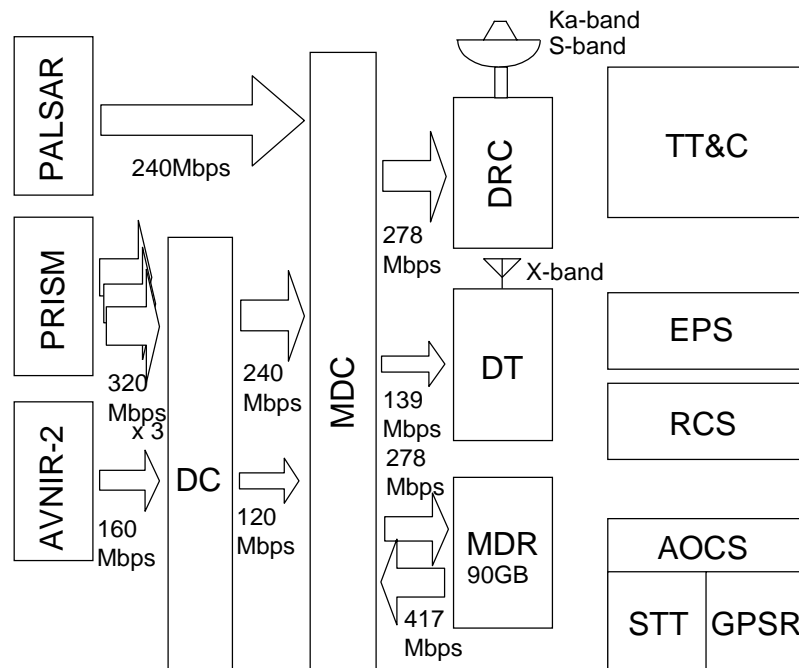 Ka-band
S-band
PALSAR
240Mbps
PRISM
320
Mbps
x 3
AVNIR-2
160
Mbps
DC
240
Mbps
120
Mbps
MDC
278
Mbps
DRC
X-band
139
Mbps
DT
278
Mbps
417
Mbps
MDR
90GB
TT&C
EPS
RCS
AOCS
STT
GPSR